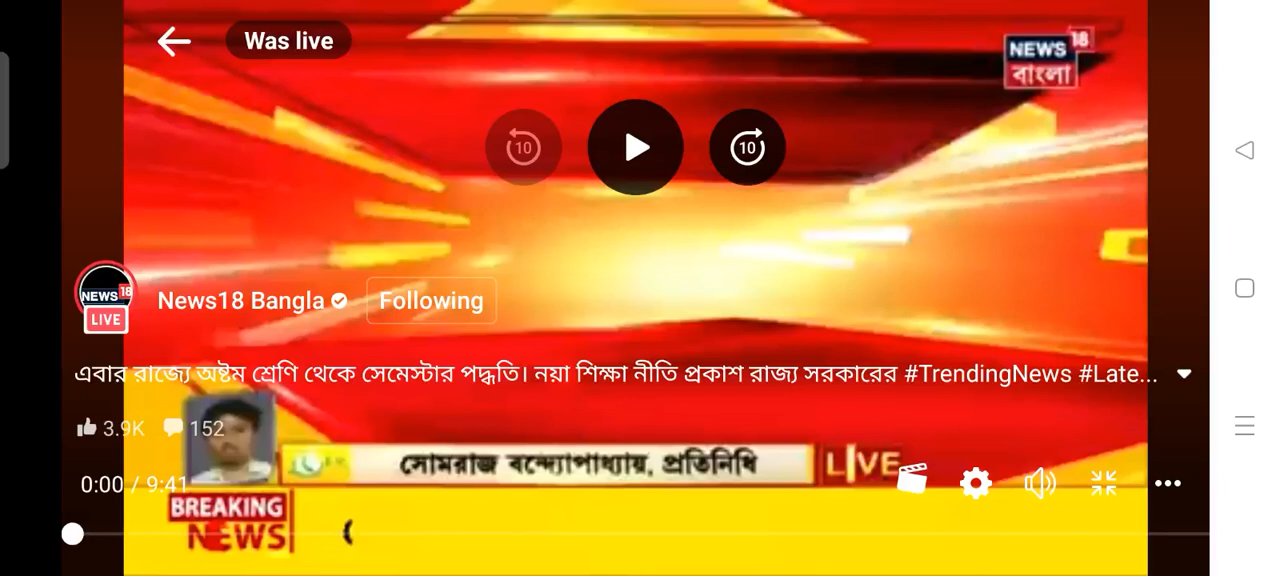 Was live
NEWS 18
বাংলা
10
10
NEWS 18
LIVE
News18 Bangla
Following
এবার রাজ্যে অষ্টম শ্রেণি থেকে সেমেস্টার পদ্ধতি। নয়া শিক্ষা নীতি প্রকাশ রাজ্য সরকারের #TrendingNews #Late...
3.9K 152
সোমরাজ বন্দ্যোপাধ্যায়, প্রতিনিধি
LIVE
0:00 / 9:41
BREAKING
NEWS